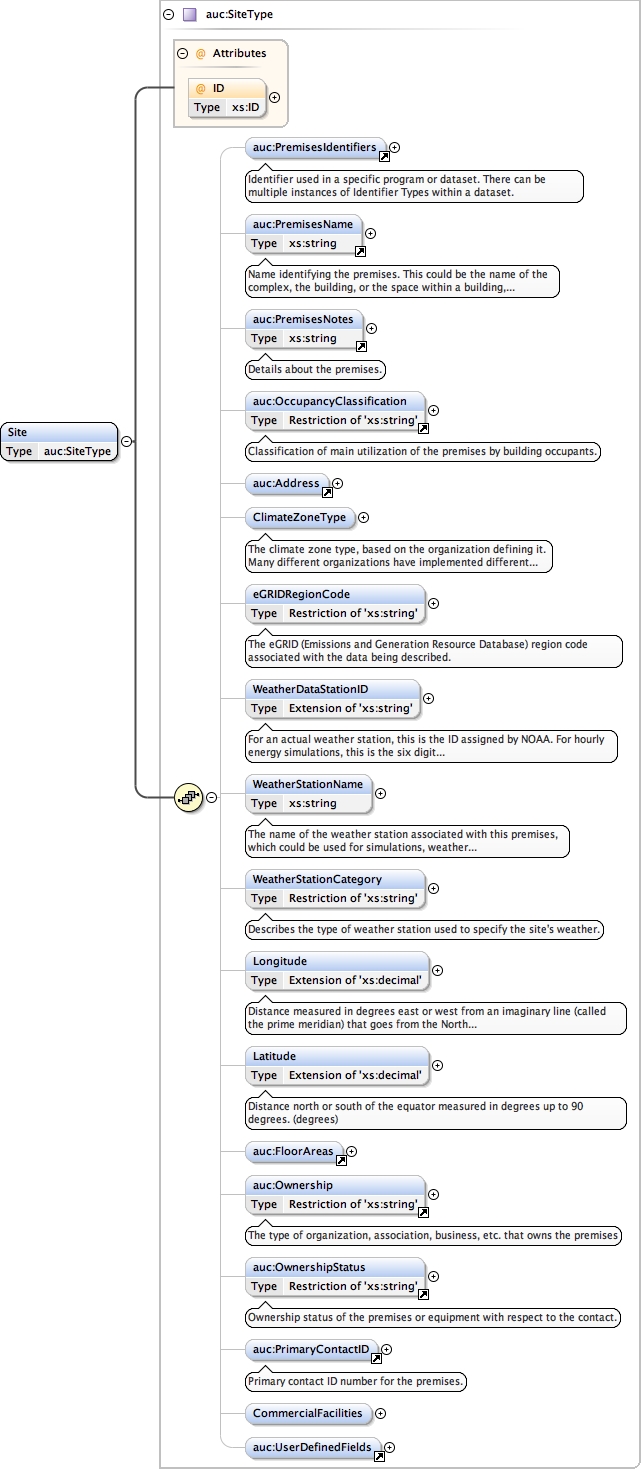 auc:SiteType
@ Attributes
@ ID
Type xs:ID
auc:PremisesIdentifiers
Identifier used in a specific program or dataset. There can be
multiple instances of Identifier Types within a dataset.
auc:PremisesName
Type xs:string
Name identifying the premises. This could be the name of the
complex, the building, or the space within a building,...
auc:PremisesNotes
Type xs:string
Details about the premises.
auc:OccupancyClassification
Type Restriction of 'xs:string'
Classification of main utilization of the premises by building occupants.
Site
Type auc:SiteType
auc:Address
ClimateZoneType
The climate zone type, based on the organization defining it.
Many different organizations have implemented different...
eGRIDRegionCode
Type Restriction of 'xs:string'
The eGRID (Emissions and Generation Resource Database) region code
associated with the data being described.
WeatherDataStationID
Type Extension of 'xs:string'
For an actual weather station, this is the ID assigned by NOAA. For hourly
energy simulations, this is the six digit...
WeatherStationName
Type xs:string
The name of the weather station associated with this premises,
which could be used for simulations, weather...
WeatherStationCategory
Type Restriction of 'xs:string'
Describes the type of weather station used to specify the site's weather.
Longitude
Type Extension of 'xs:decimal'
Distance measured in degrees east or west from an imaginary line (called
the prime meridian) that goes from the North...
Latitude
Type Extension of 'xs:decimal'
Distance north or south of the equator measured in degrees up to 90
degrees. (degrees)
auc:FloorAreas
auc:Ownership
Type Restriction of 'xs:string'
The type of organization, association, business, etc. that owns the premises
auc:OwnershipStatus
Type Restriction of 'xs:string'
Ownership status of the premises or equipment with respect to the contact.
auc:PrimaryContactID
Primary contact ID number for the premises.
CommercialFacilities
auc:UserDefinedFields